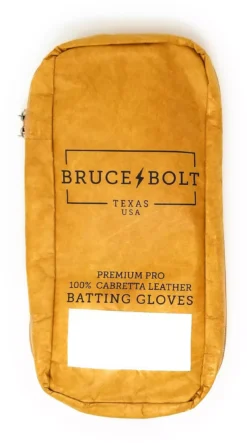 BRUCE⚡BOLT
TEXAS
USA
PREMIUM PRO
100% CABRETTA LEATHER
BATTING GLOVES